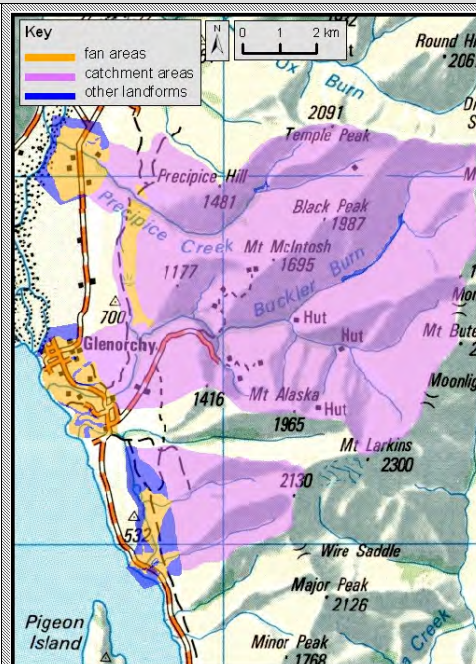 Key
fan areas
catchment areas
other landforms
N
0 1 2 km
Round H
206
Ox Burn
2091
Temple Peak
Precipice Hill
1481
Precipice Creek
Black Peak
1987
Mt McIntosh
1695
1177
Buckler Burn
700
Glenorchy
Hut
Hut
Mt Bute
Moonlig
1416
Mt Alaska
Hut
1965
Mt Larkins
2300
2130
532
Wire Saddle
Major Peak
2126
Pigeon
Island
Minor Peak
1768
Creek